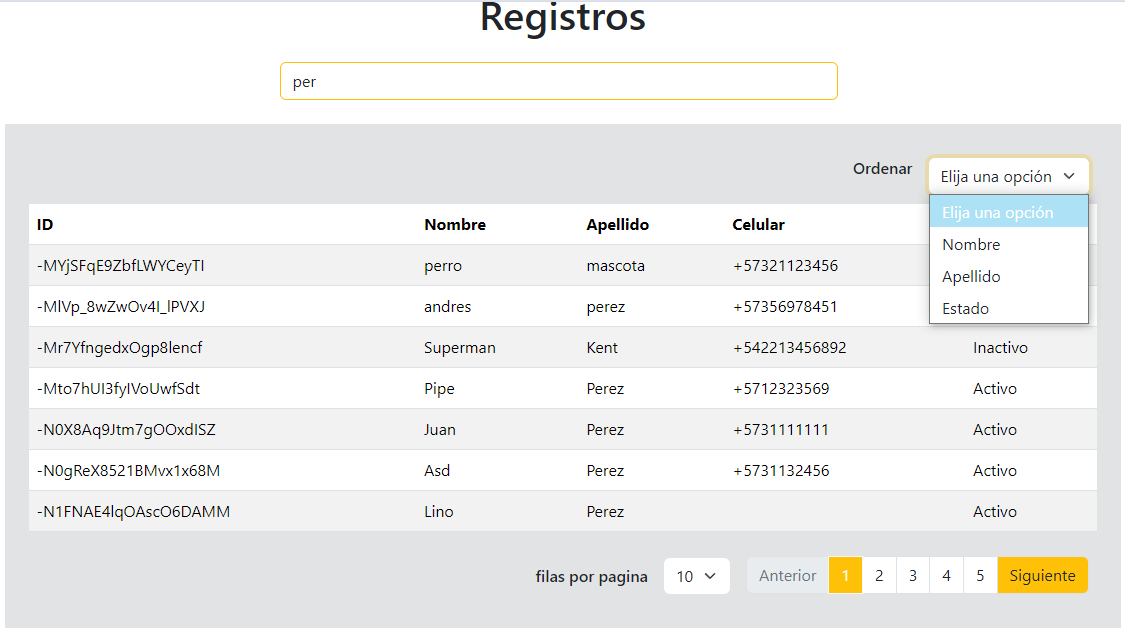 Registros
per
Ordenar Elija una opción
Elija una opción
Nombre
Apellido
Estado
ID Nombre Apellido Celular
-MYjSFqE9ZbfLWYCeyTI perro mascota +57321123456
-MlVp_8wZwOv4I_lPVXJ andres perez +57356978451
-Mr7YfngedxOgp8lencf Superman Kent +542213456892 Inactivo
-Mto7hUI3fyIVoUwfSdt Pipe Perez +5712323569 Activo
-N0X8Aq9Jtm7gOOxdISZ Juan Perez +5731111111 Activo
-N0gReX8521BMvx1x68M Asd Perez +5731132456 Activo
-N1FNAE4lqOAscO6DAMM Lino Perez Activo
filas por pagina 10 Anterior 1 2 3 4 5 Siguiente